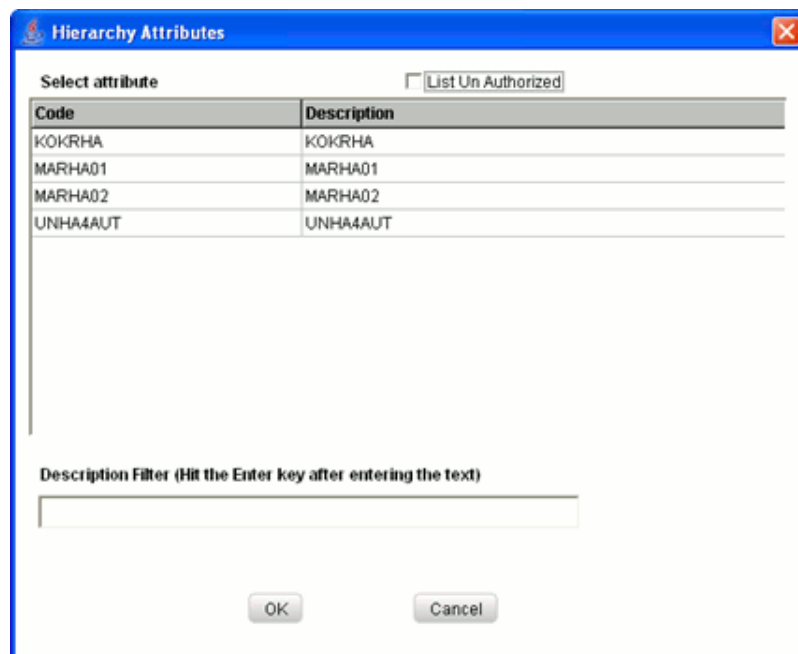 Hierarchy Attributes
Select attribute List Un Authorized
Code Description
KOKRHA KOKRHA
MARHA01 MARHA01
MARHA02 MARHA02
UNHA4AUT UNHA4AUT
Description Filter (Hit the Enter key after entering the text)
OK Cancel